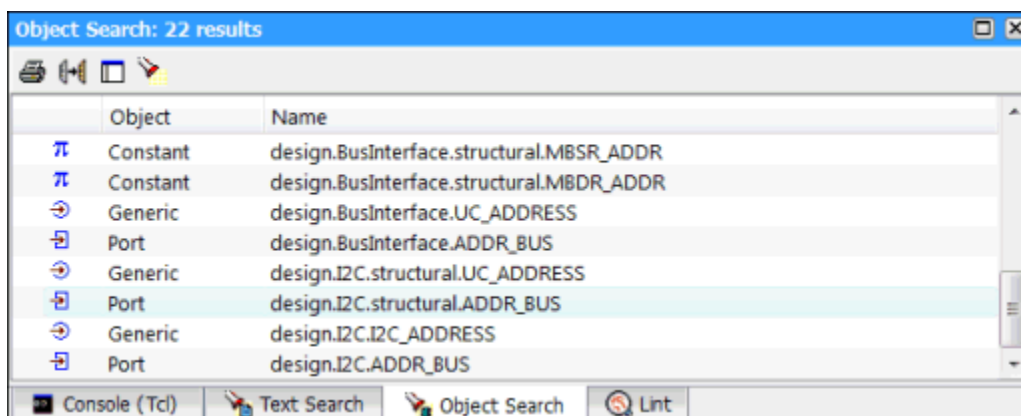 Object Search: 22 results
Object Name
π Constant design.BusInterface.structural.MBSR_ADDR
π Constant design.BusInterface.structural.MBDR_ADDR
Generic design.BusInterface.UC_ADDRESS
Port design.BusInterface.ADDR_BUS
Generic design.I2C.structural.UC_ADDRESS
Port design.I2C.structural.ADDR_BUS
Generic design.I2C.I2C_ADDRESS
Port design.I2C.ADDR_BUS
Console (Tcl) Text Search Object Search Lint